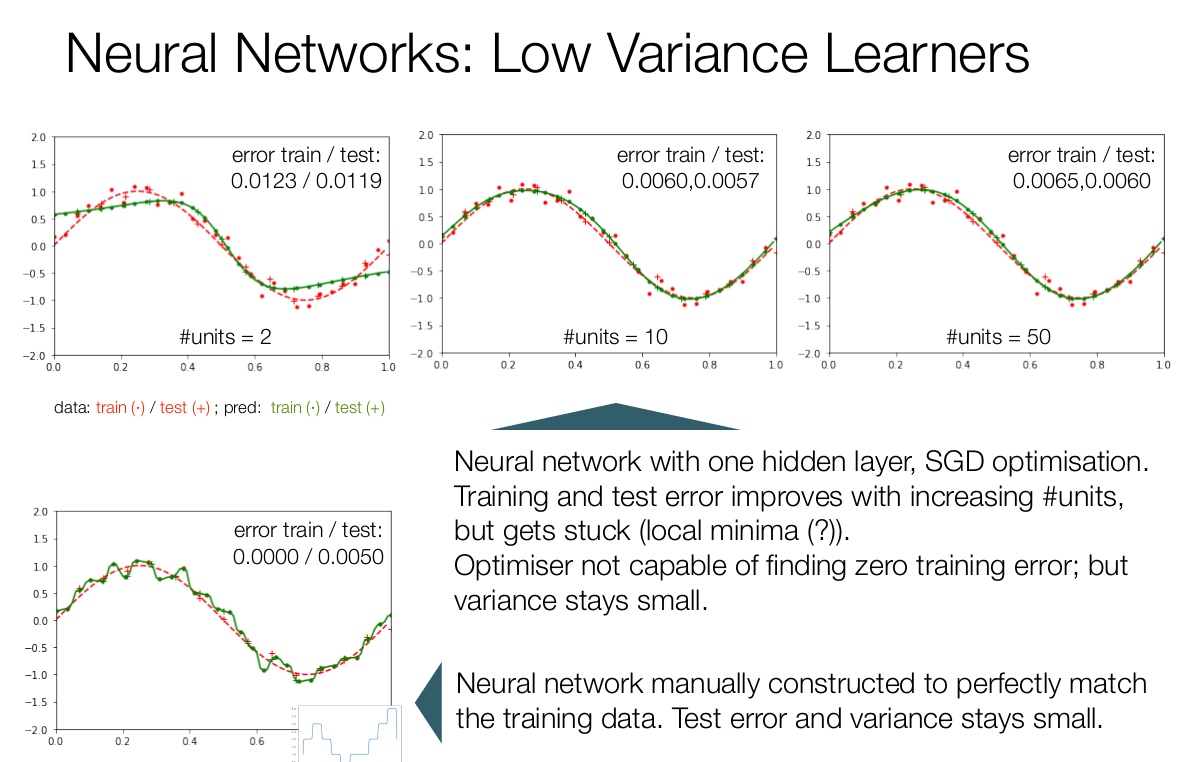 Neural Networks: Low Variance Learners
error train / test:
0.0123 / 0.0119
2.0
1.5
1.0
0.5
0.0
−0.5
−1.0
−1.5
−2.0
#units = 2
0.0 0.2 0.4 0.6 0.8 1.0
error train / test:
0.0060,0.0057
2.0
1.5
1.0
0.5
0.0
−0.5
−1.0
−1.5
−2.0
#units = 10
0.0 0.2 0.4 0.6 0.8 1.0
error train / test:
0.0065,0.0060
2.0
1.5
1.0
0.5
0.0
−0.5
−1.0
−1.5
−2.0
#units = 50
0.0 0.2 0.4 0.6 0.8 1.0
data: train (·) / test (+) ; pred: train (·) / test (+)
Neural network with one hidden layer, SGD optimisation.
Training and test error improves with increasing #units,
but gets stuck (local minima (?)).
Optimiser not capable of finding zero training error; but
variance stays small.
error train / test:
0.0000 / 0.0050
2.0
1.5
1.0
0.5
0.0
−0.5
−1.0
−1.5
−2.0
0.0 0.2 0.4 0.6
Neural network manually constructed to perfectly match
the training data. Test error and variance stays small.